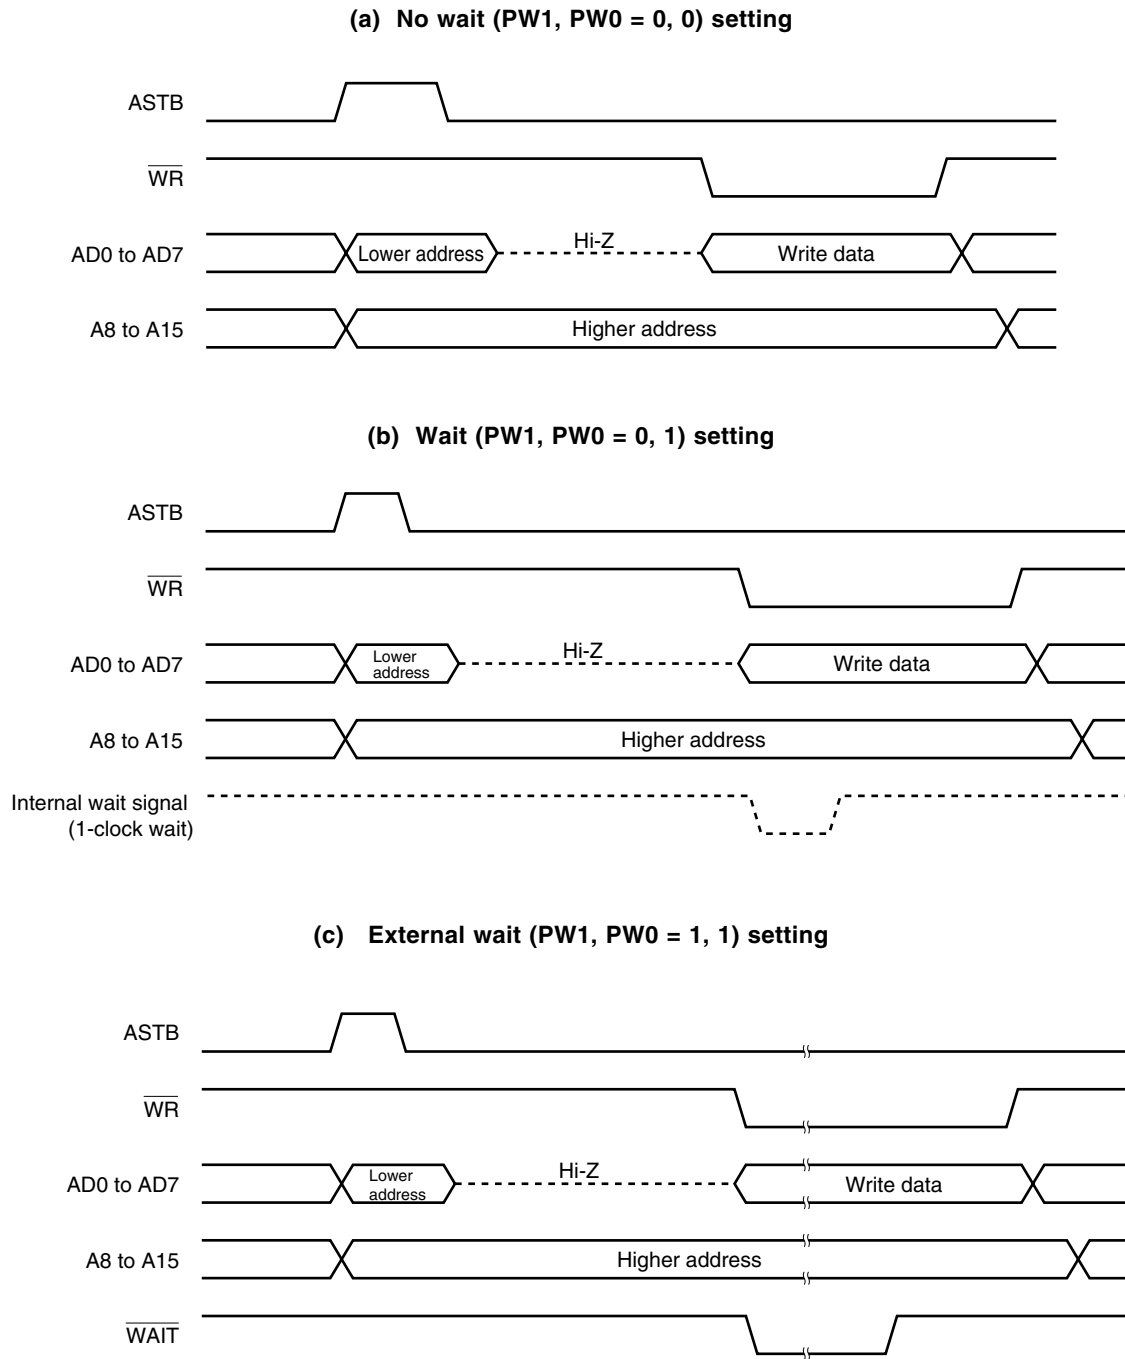 (a) No wait (PW1, PW0 = 0, 0) setting
ASTB
WR
AD0 to AD7
Lower address
Hi-Z
Write data
A8 to A15
Higher address
(b) Wait (PW1, PW0 = 0, 1) setting
ASTB
WR
AD0 to AD7
Lower
address
Hi-Z
Write data
A8 to A15
Higher address
Internal wait signal
(1-clock wait)
(c) External wait (PW1, PW0 = 1, 1) setting
ASTB
WR
AD0 to AD7
Lower
address
Hi-Z
Write data
A8 to A15
Higher address
WAIT